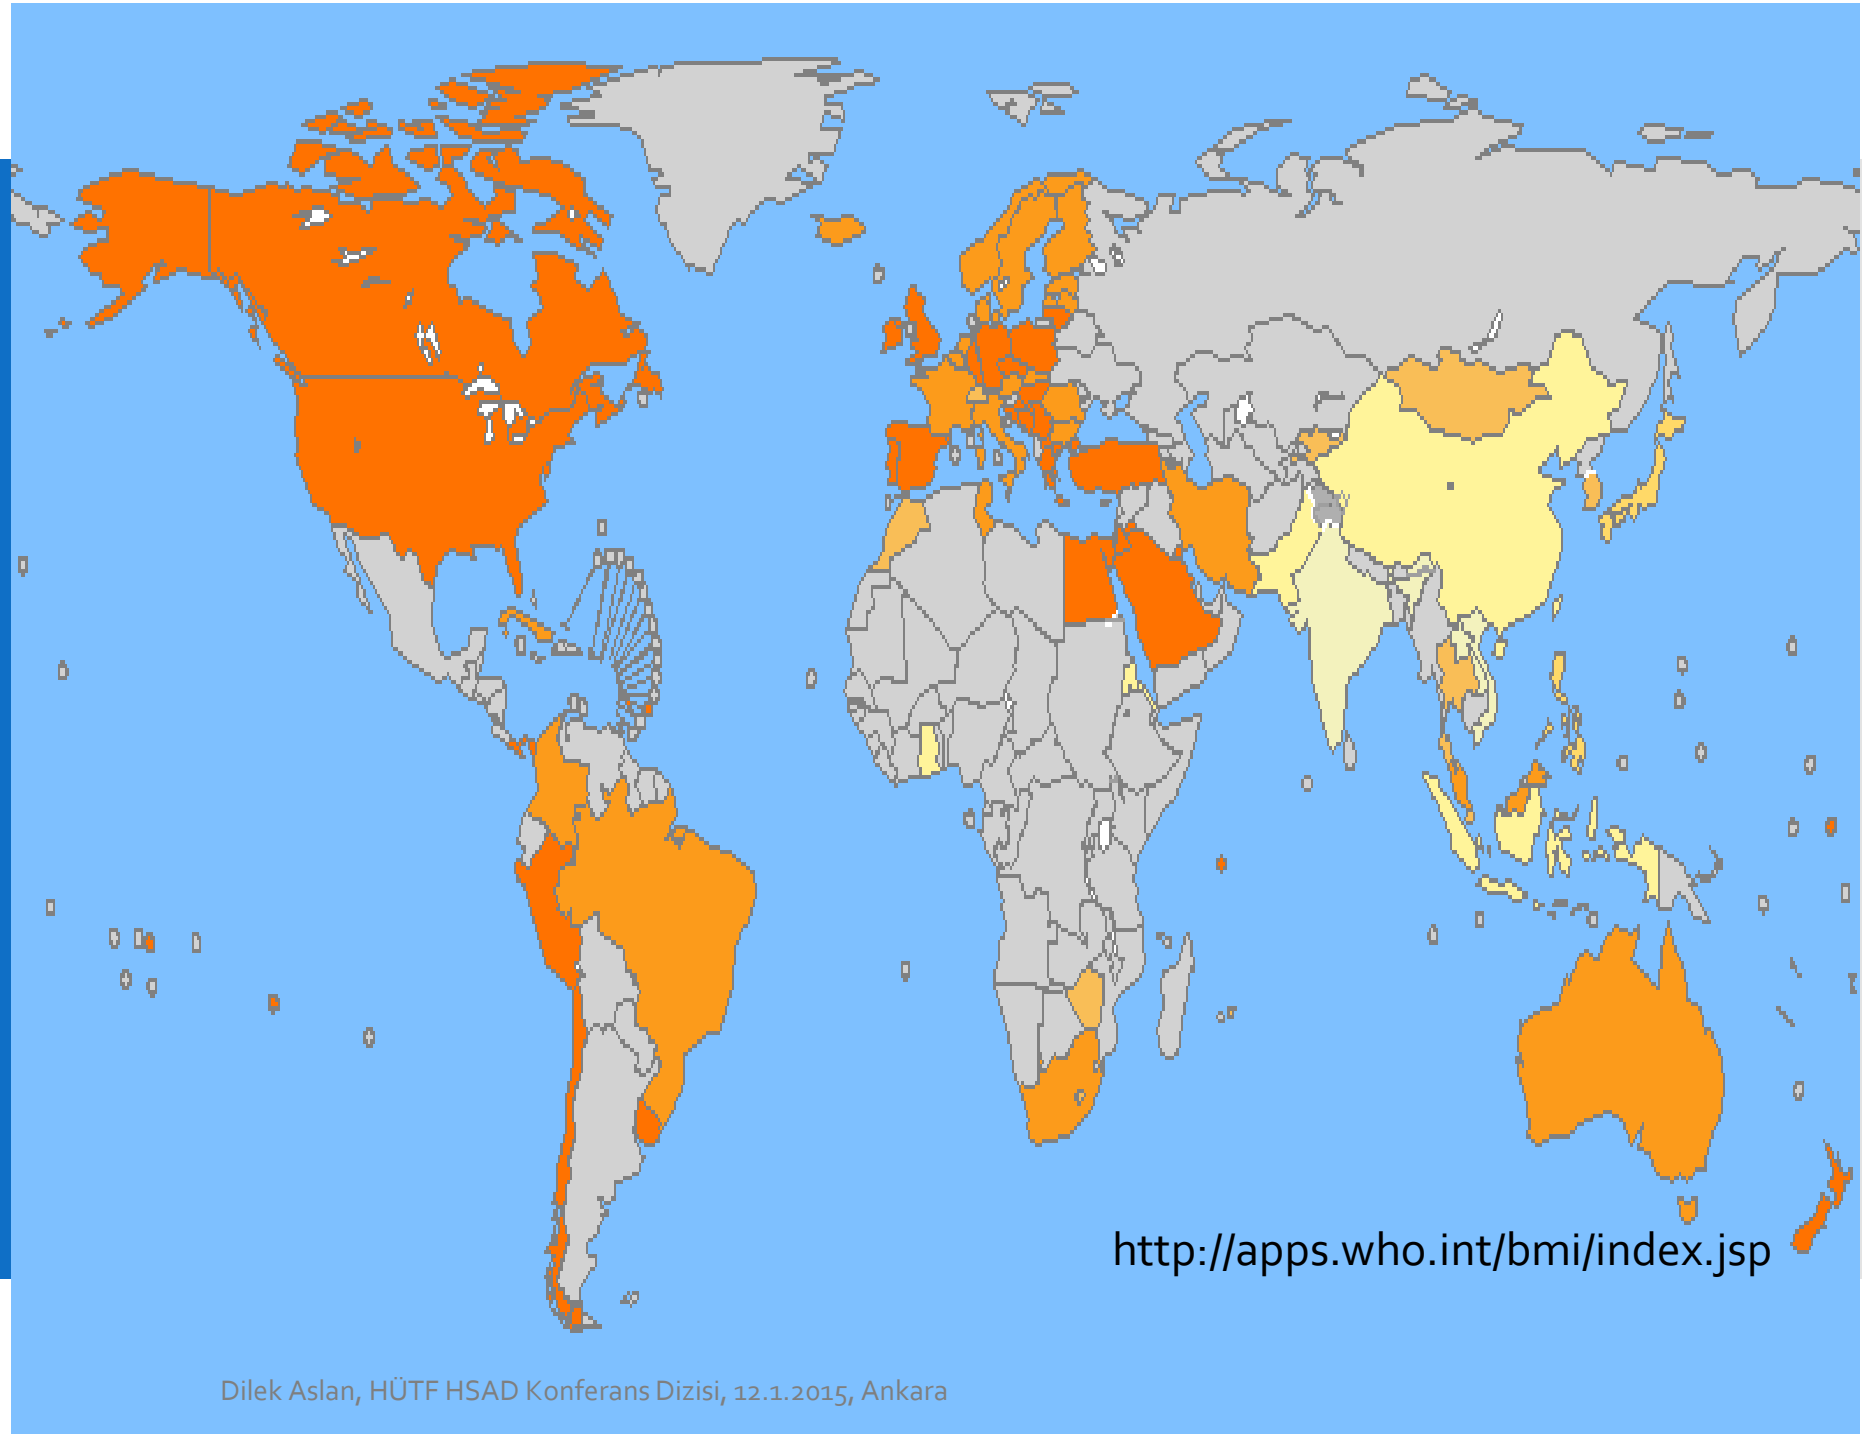 http://apps.who.int/bmi/index.jsp
Dilek Aslan, HÜTF HSAD Konferans Dizisi, 12.1.2015, Ankara